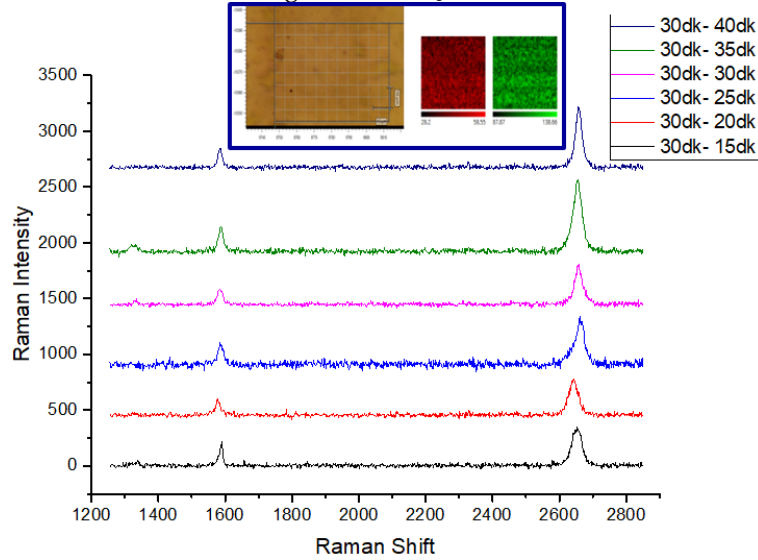 30dk- 40dk
30dk- 35dk
30dk- 30dk
30dk- 25dk
30dk- 20dk
30dk- 15dk
3500
3000
2500
2000
1500
1000
500
0
Raman Intensity
1200 1400 1600 1800 2000 2200 2400 2600 2800
Raman Shift